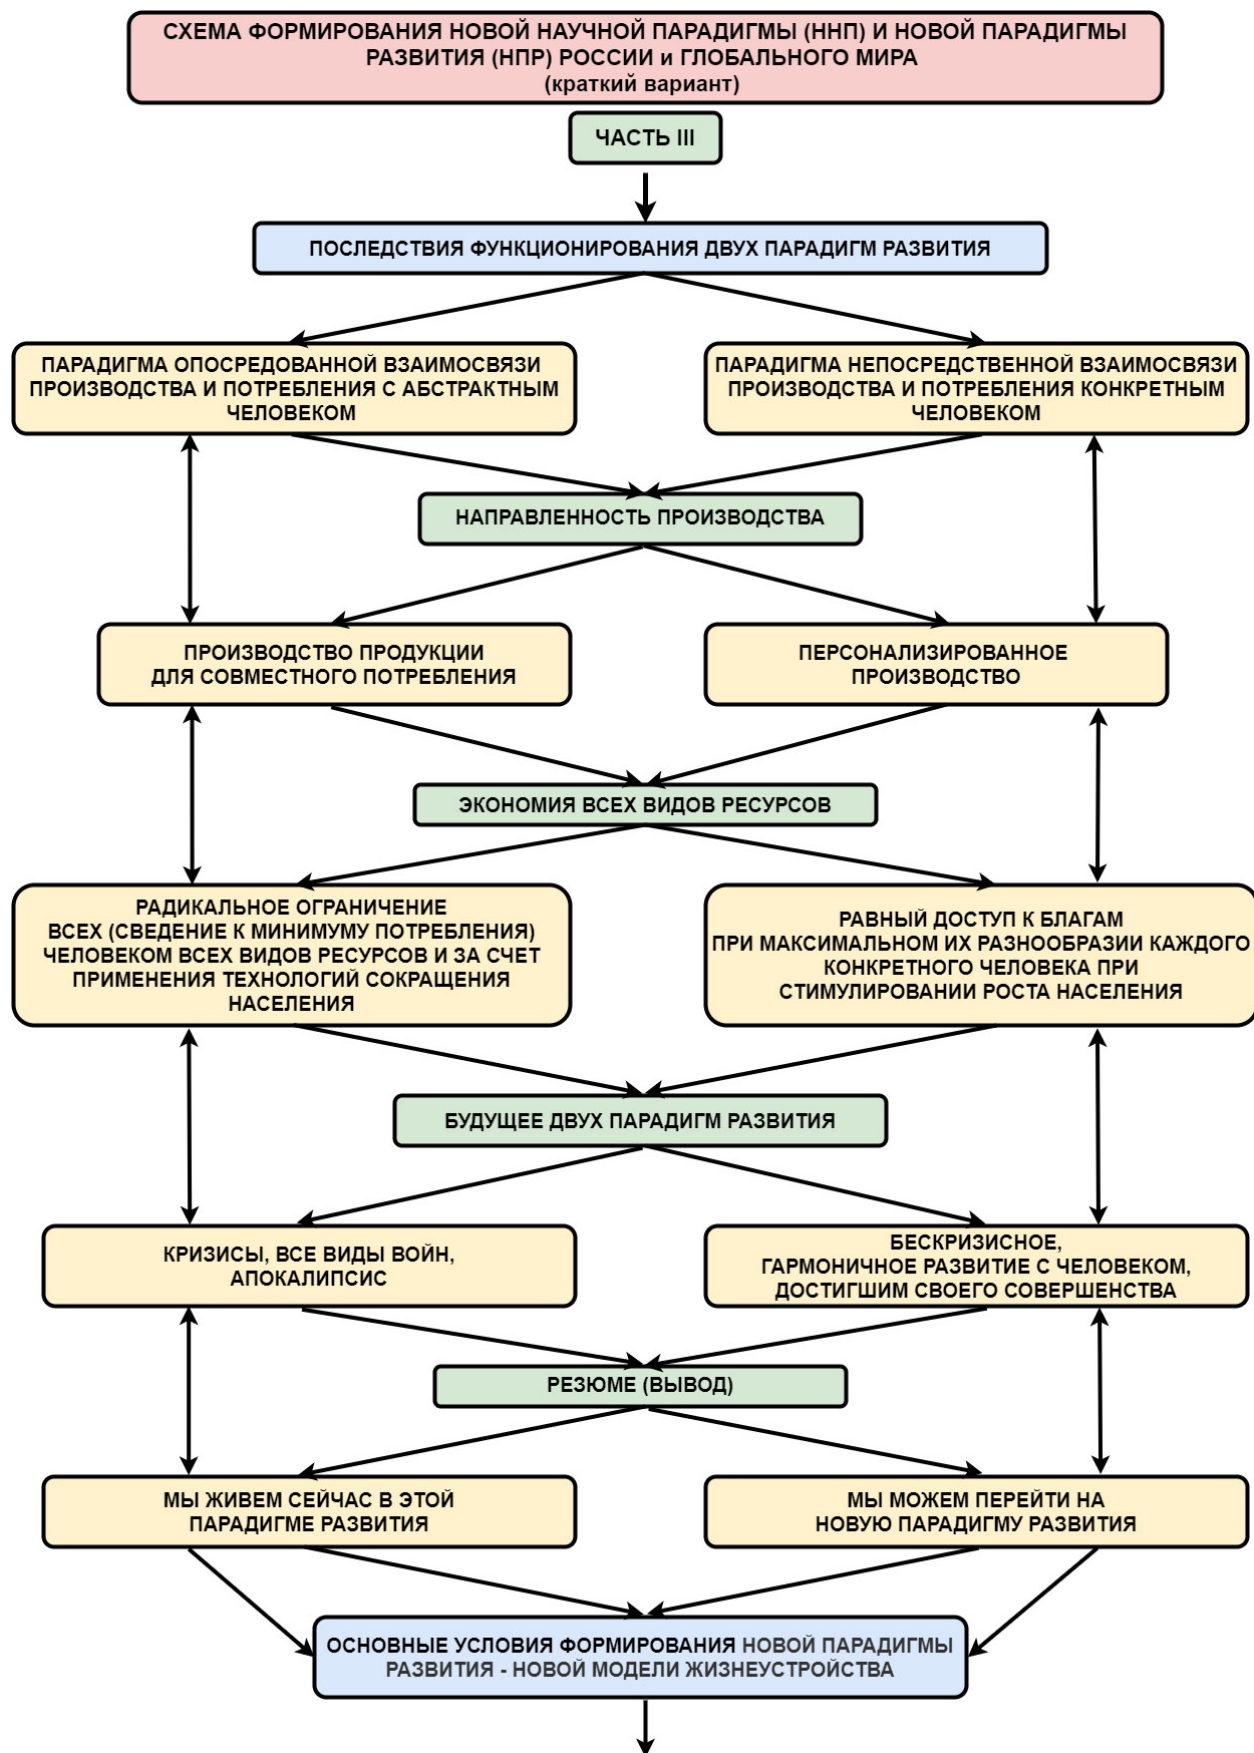 СХЕМА ФОРМИРОВАНИЯ НОВОЙ НАУЧНОЙ ПАРАДИГМЫ (ННП) И НОВОЙ ПАРАДИГМЫ
РАЗВИТИЯ (НПР) РОССИИ и ГЛОБАЛЬНОГО МИРА
(краткий вариант)
ЧАСТЬ III
ПОСЛЕДСТВИЯ ФУНКЦИОНИРОВАНИЯ ДВУХ ПАРАДИГМ РАЗВИТИЯ
ПАРАДИГМА ОПОСРЕДОВАННОЙ ВЗАИМОСВЯЗИ
ПРОИЗВОДСТВА И ПОТРЕБЛЕНИЯ С АБСТРАКТНЫМ
ЧЕЛОВЕКОМ
ПАРАДИГМА НЕПОСРЕДСТВЕННОЙ ВЗАИМОСВЯЗИ
ПРОИЗВОДСТВА И ПОТРЕБЛЕНИЯ КОНКРЕТНЫМ
ЧЕЛОВЕКОМ
НАПРАВЛЕННОСТЬ ПРОИЗВОДСТВА
ПРОИЗВОДСТВО ПРОДУКЦИИ
ДЛЯ СОВМЕСТНОГО ПОТРЕБЛЕНИЯ
ПЕРСОНАЛИЗИРОВАННОЕ
ПРОИЗВОДСТВО
ЭКОНОМИЯ ВСЕХ ВИДОВ РЕСУРСОВ
РАДИКАЛЬНОЕ ОГРАНИЧЕНИЕ
ВСЕХ (СВЕДЕНИЕ К МИНИМУМУ ПОТРЕБЛЕНИЯ)
ЧЕЛОВЕКОМ ВСЕХ ВИДОВ РЕСУРСОВ И ЗА СЧЕТ
ПРИМЕНЕНИЯ ТЕХНОЛОГИЙ СОКРАЩЕНИЯ
НАСЕЛЕНИЯ
РАВНЫЙ ДОСТУП К БЛАГАМ
ПРИ МАКСИМАЛЬНОМ ИХ РАЗНООБРАЗИИ КАЖДОГО
КОНКРЕТНОГО ЧЕЛОВЕКА ПРИ
СТИМУЛИРОВАНИИ РОСТА НАСЕЛЕНИЯ
БУДУЩЕЕ ДВУХ ПАРАДИГМ РАЗВИТИЯ
КРИЗИСЫ, ВСЕ ВИДЫ ВОЙН,
АПОКАЛИПСИС
БЕСКРИЗИСНОЕ,
ГАРМОНИЧНОЕ РАЗВИТИЕ С ЧЕЛОВЕКОМ,
ДОСТИГШИМ СВОЕГО СОВЕРШЕНСТВА
РЕЗЮМЕ (ВЫВОД)
МЫ ЖИВЕМ СЕЙЧАС В ЭТОЙ
ПАРАДИГМЕ РАЗВИТИЯ
МЫ МОЖЕМ ПЕРЕЙТИ НА
НОВУЮ ПАРАДИГМУ РАЗВИТИЯ
ОСНОВНЫЕ УСЛОВИЯ ФОРМИРОВАНИЯ НОВОЙ ПАРАДИГМЫ
РАЗВИТИЯ - НОВОЙ МОДЕЛИ ЖИЗНЕУСТРОЙСТВА